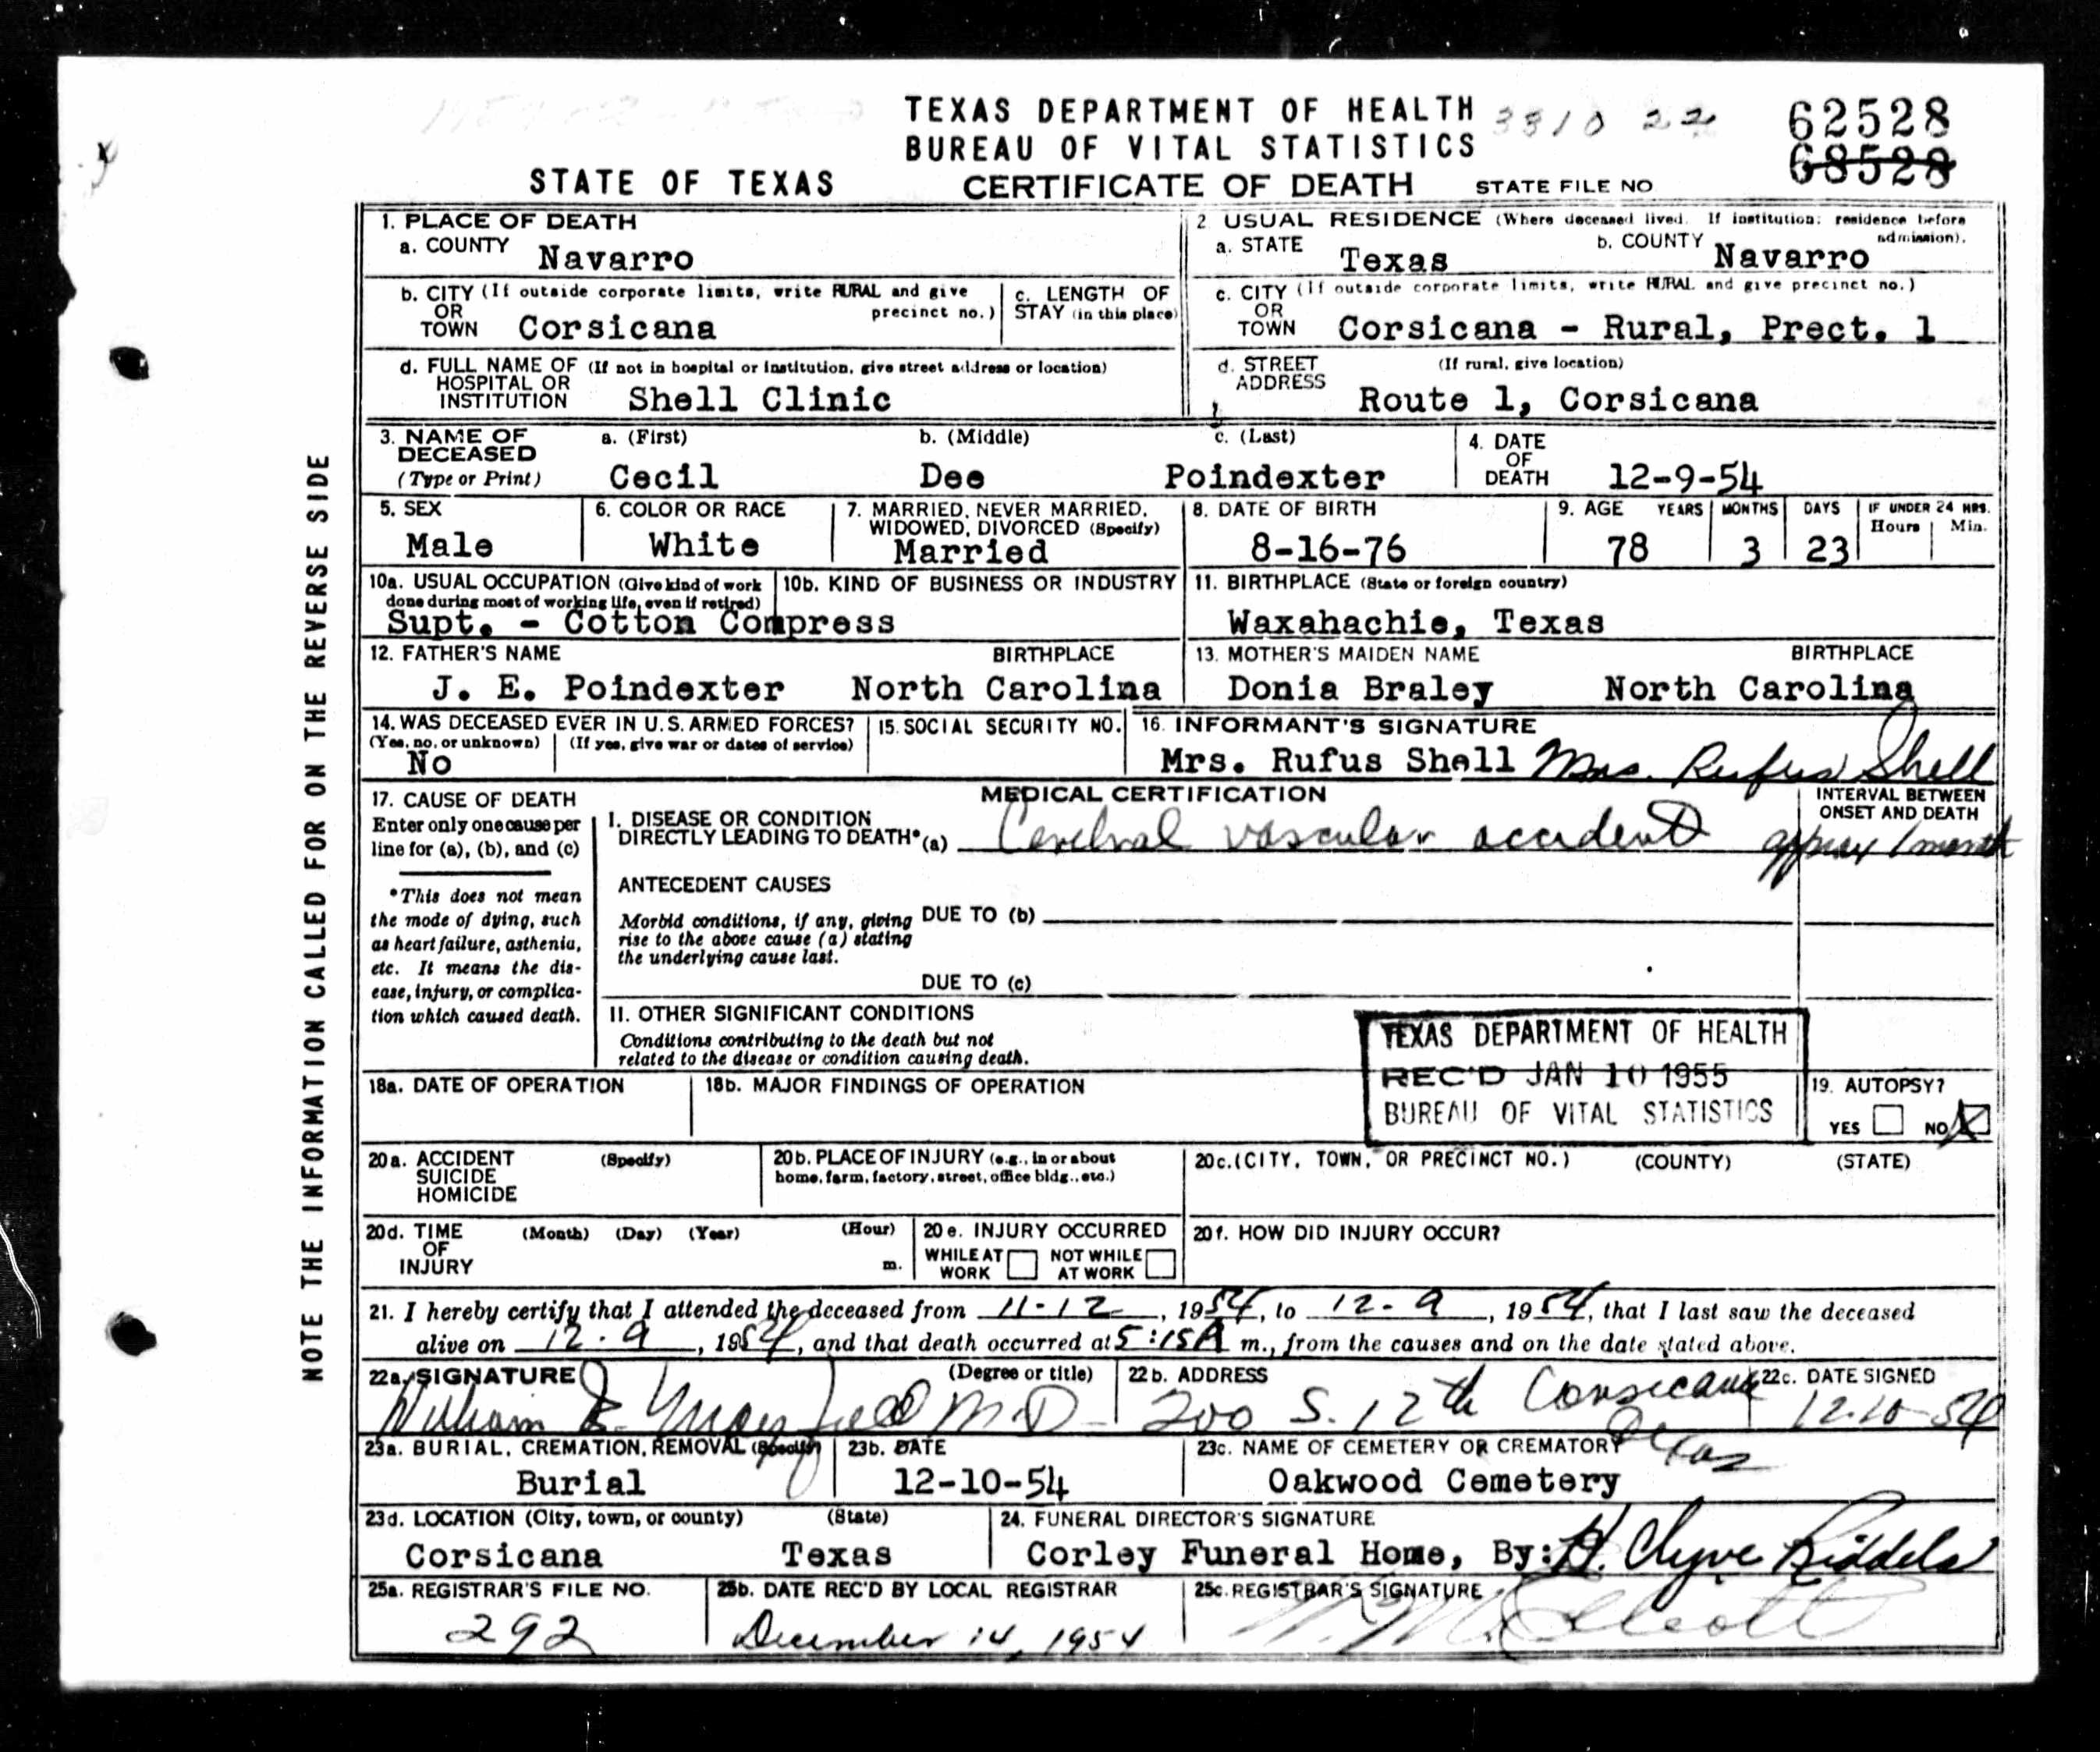 TEXAS DEPARTMENT OF HEALTH 3310 22 62528
BUREAU OF VITAL STATISTICS 68528
STATE OF TEXAS CERTIFICATE OF DEATH STATE FILE NO
NOTE THE INFORMATION CALLED FOR ON THE REVERSE SIDE
1. PLACE OF DEATH
a. COUNTY Navarro
2 USUAL RESIDENCE (Where deceased lived. If institution: residence before admission).
a. STATE Texas b. COUNTY Navarro
b. CITY (If outside corporate limits, write RURAL and give precinct no.)
OR
TOWN Corsicana
c. LENGTH OF
STAY (in this place)
c. CITY (If outside corporate limits, write RURAL and give precinct no.)
OR
TOWN Corsicana - Rural, Prect. 1
d. FULL NAME OF (If not in hospital or institution, give street address or location)
HOSPITAL OR
INSTITUTION Shell Clinic
d. STREET (If rural, give location)
ADDRESS
Route 1, Corsicana
3. NAME OF DECEASED a. (First) b. (Middle) c. (Last)
(Type or Print) Cecil Dee Poindexter
4. DATE
OF
DEATH 12-9-54
5. SEX
Male
6. COLOR OR RACE
White
7. MARRIED, NEVER MARRIED,
WIDOWED, DIVORCED (Specify)
Married
8. DATE OF BIRTH
8-16-76
9. AGE YEARS MONTHS DAYS IF UNDER 24 HRS.
Hours Min.
78 3 23
10a. USUAL OCCUPATION (Give kind of work
done during most of working life, even if retired)
10b. KIND OF BUSINESS OR INDUSTRY
Supt. - Cotton Compress
11. BIRTHPLACE (State or foreign country)
Waxahachie, Texas
12. FATHER'S NAME BIRTHPLACE
J. E. Poindexter North Carolina
13. MOTHER'S MAIDEN NAME BIRTHPLACE
Donia Braley North Carolina
14. WAS DECEASED EVER IN U.S. ARMED FORCES?
(Yes, no, or unknown) (If yes, give war or dates of service)
No
15. SOCIAL SECURITY NO.
16. INFORMANT'S SIGNATURE
Mrs. Rufus Shell Mrs. Rufus Shell
MEDICAL CERTIFICATION
17. CAUSE OF DEATH
Enter only one cause per
line for (a), (b), and (c)
*This does not mean
the mode of dying, such
as heart failure, asthenia,
etc. It means the dis-
ease, injury, or complica-
tion which caused death.
I. DISEASE OR CONDITION
DIRECTLY LEADING TO DEATH* (a) Cerebral vascular accident
INTERVAL BETWEEN
ONSET AND DEATH
approx 1 month
ANTECEDENT CAUSES
Morbid conditions, if any, giving
rise to the above cause (a) stating
the underlying cause last.
DUE TO (b)
DUE TO (c)
II. OTHER SIGNIFICANT CONDITIONS
Conditions contributing to the death but not
related to the disease or condition causing death.
TEXAS DEPARTMENT OF HEALTH
REC'D JAN 10 1955
BUREAU OF VITAL STATISTICS
18a. DATE OF OPERATION
18b. MAJOR FINDINGS OF OPERATION
19. AUTOPSY?
YES NO X
20a. ACCIDENT (Specify)
SUICIDE
HOMICIDE
20b. PLACE OF INJURY (e.g., in or about
home, farm, factory, street, office bldg., etc.)
20c. (CITY, TOWN, OR PRECINCT NO.) (COUNTY) (STATE)
20d. TIME (Month) (Day) (Year) (Hour)
OF
INJURY m.
20e. INJURY OCCURRED
WHILE AT WORK NOT WHILE AT WORK
20f. HOW DID INJURY OCCUR?
21. I hereby certify that I attended the deceased from 11-12, 1954, to 12-9, 1954, that I last saw the deceased
alive on 12-9, 1954, and that death occurred at 5:15A m., from the causes and on the date stated above.
22a. SIGNATURE (Degree or title)
William M.D.
22b. ADDRESS
200 S. 12th Corsicana Texas
22c. DATE SIGNED
12-10-54
23a. BURIAL, CREMATION, REMOVAL (Specify)
Burial
23b. DATE
12-10-54
23c. NAME OF CEMETERY OR CREMATORY
Oakwood Cemetery
23d. LOCATION (City, town, or county) (State)
Corsicana Texas
24. FUNERAL DIRECTOR'S SIGNATURE
Corley Funeral Home, By: H. Clyve
25a. REGISTRAR'S FILE NO.
292
25b. DATE REC'D BY LOCAL REGISTRAR
December 14, 1954
25c. REGISTRAR'S SIGNATURE